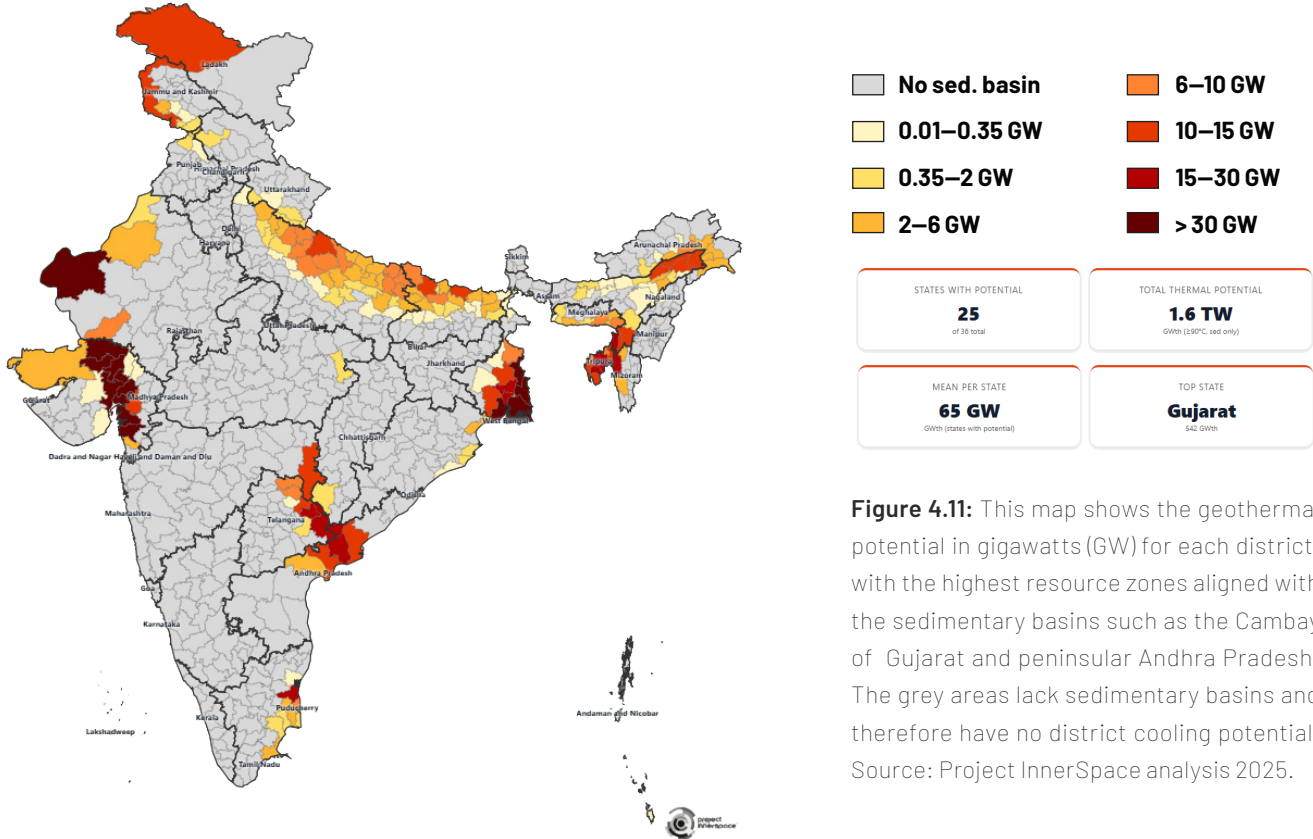 Ladakh
Jammu and Kashmir
Punjab
Himachal Pradesh
Chandigarh
Uttarakhand
Delhi
Haryana
Sikkim
Arunachal Pradesh
Assam
Nagaland
Meghalaya
Manipur
Tripura
Mizoram
Rajasthan
Uttar Pradesh
Bihar
Jharkhand
West Bengal
Gujarat
Madhya Pradesh
Chhattisgarh
Dadra and Nagar Haveli and Daman and Diu
Odisha
Maharashtra
Telangana
Andhra Pradesh
Goa
Karnataka
Puducherry
Kerala
Tamil Nadu
Lakshadweep
Andaman and Nicobar
project
innerspace
No sed. basin
0.01–0.35 GW
0.35–2 GW
2–6 GW
6–10 GW
10–15 GW
15–30 GW
> 30 GW
STATES WITH POTENTIAL
25
of 36 total
TOTAL THERMAL POTENTIAL
1.6 TW
GWth (≥90°C, sed only)
MEAN PER STATE
65 GW
GWth (states with potential)
TOP STATE
Gujarat
542 GWth
Figure 4.11: This map shows the geotherma
potential in gigawatts (GW) for each district
with the highest resource zones aligned with
the sedimentary basins such as the Cambay
of Gujarat and peninsular Andhra Pradesh
The grey areas lack sedimentary basins and
therefore have no district cooling potential
Source: Project InnerSpace analysis 2025.